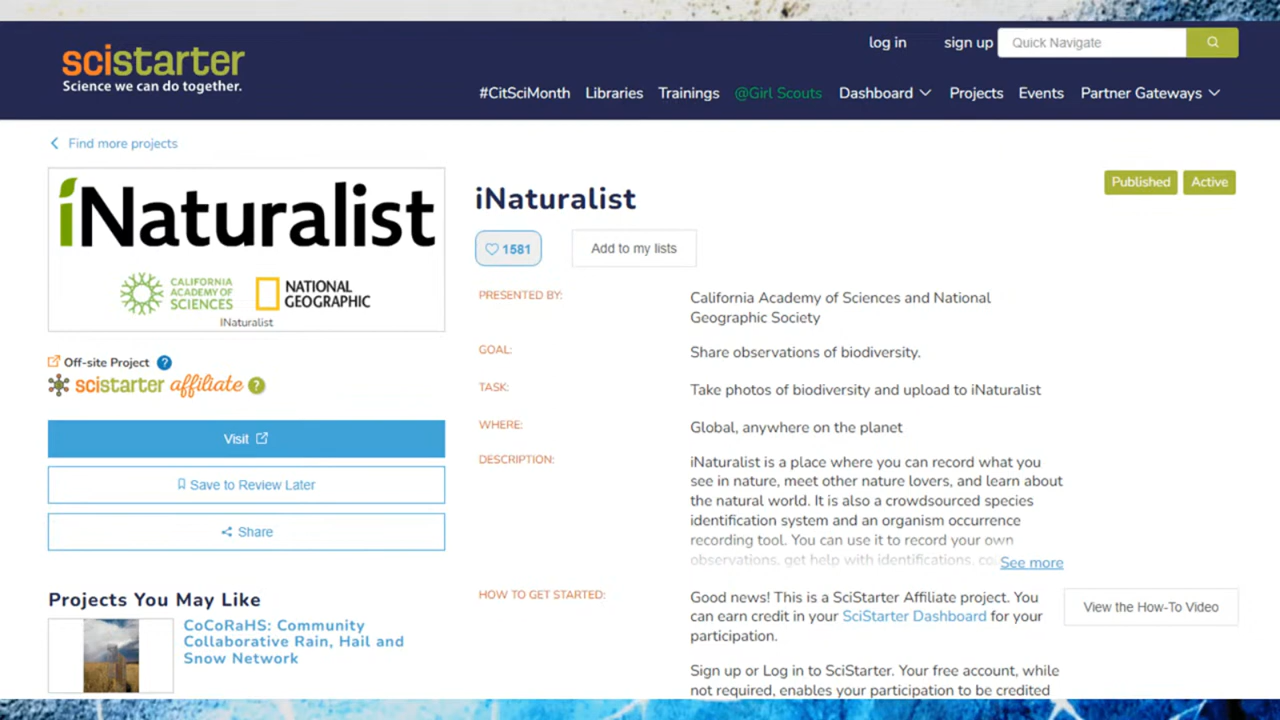 scistarter
Science we can do together.
log in
sign up
Quick Navigate
#CitSciMonth
Libraries
Trainings
@Girl Scouts
Dashboard
Projects
Events
Partner Gateways
Find more projects
iNaturalist
CALIFORNIA
ACADEMY OF
SCIENCES
NATIONAL
GEOGRAPHIC
INaturalist
Off-site Project ?
scistarter affiliate ?
Visit
Save to Review Later
Share
Projects You May Like
CoCoRaHS: Community
Collaborative Rain, Hail and
Snow Network
iNaturalist
Published
Active
1581
Add to my lists
PRESENTED BY:
California Academy of Sciences and National
Geographic Society
GOAL:
Share observations of biodiversity.
TASK:
Take photos of biodiversity and upload to iNaturalist
WHERE:
Global, anywhere on the planet
DESCRIPTION:
iNaturalist is a place where you can record what you
see in nature, meet other nature lovers, and learn about
the natural world. It is also a crowdsourced species
identification system and an organism occurrence
recording tool. You can use it to record your own
observations, get help with identifications, co
See more
HOW TO GET STARTED:
Good news! This is a SciStarter Affiliate project. You
can earn credit in your SciStarter Dashboard for your
participation.
View the How-To Video
Sign up or Log in to SciStarter. Your free account, while
not required, enables your participation to be credited